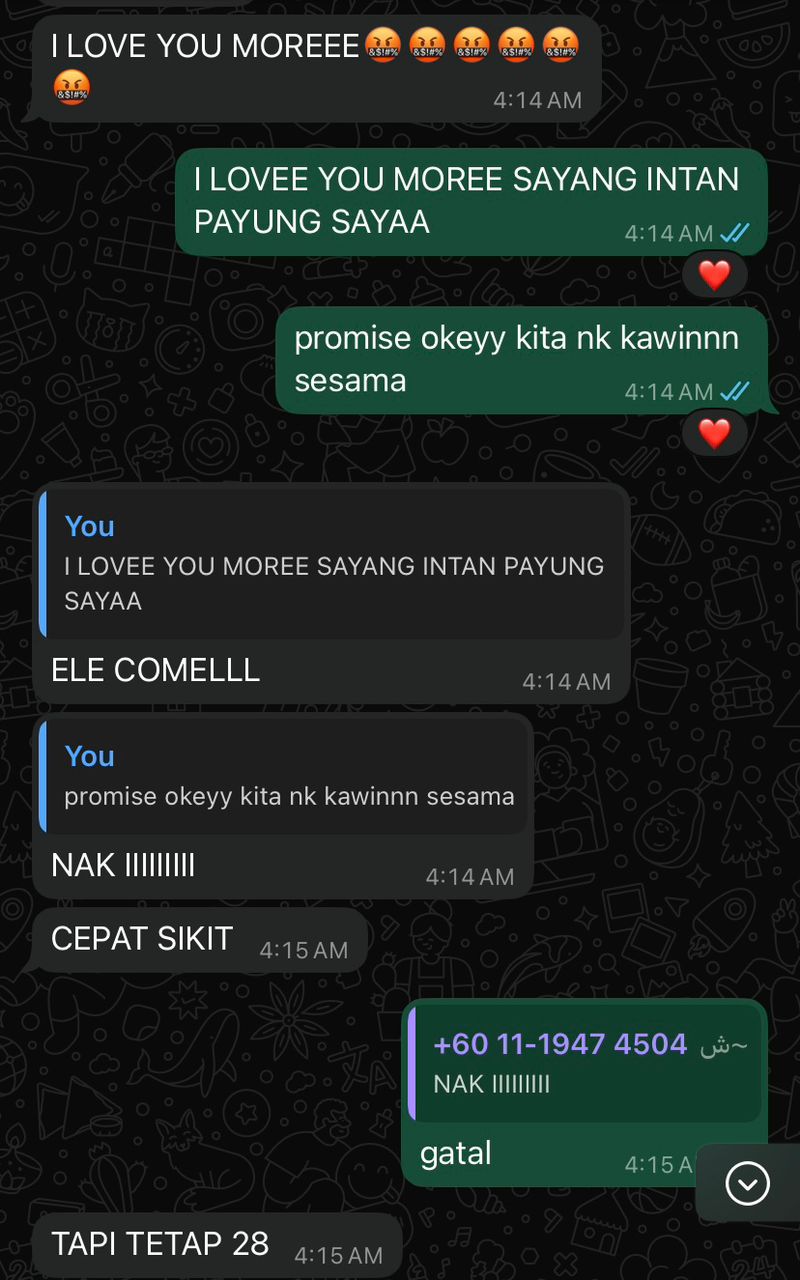 I LOVE YOU MOREEE🤬🤬🤬🤬🤬
🤬
4:14 AM
I LOVEE YOU MOREE SAYANG INTAN
PAYUNG SAYAA
4:14 AM
promise okeyy kita nk kawinnn
sesama
4:14 AM
You
I LOVEE YOU MOREE SAYANG INTAN PAYUNG
SAYAA
ELE COMELLL
4:14 AM
You
promise okeyy kita nk kawinnn sesama
NAK IIIIIIIII
4:14 AM
CEPAT SIKIT
4:15 AM
+60 11-1947 4504 ~ش
NAK IIIIIIIII
gatal
4:15 A
TAPI TETAP 28
4:15 AM